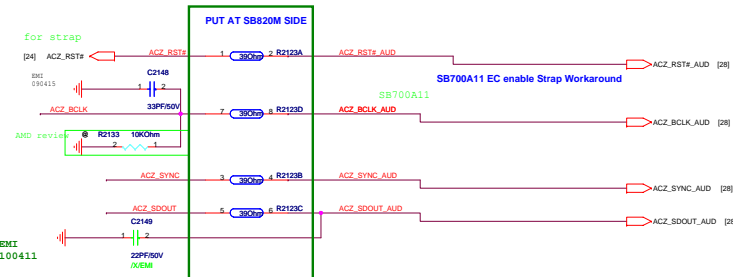 PUT AT SB820M SIDE
for strap
[24] ACZ_RST# ACZ_RST# 1 39Ohm 2 R2123A ACZ_RST#_AUD
ACZ_RST#_AUD [28]
EMI
090415
C2148
1 2
33PF/50V
SB700A11 EC enable Strap Workaround
SB700A11
ACZ_BCLK 7 39Ohm 8 R2123D ACZ_BCLK_AUD
ACZ_BCLK_AUD [28]
AMD review @ R2133 10KOhm
2 1
ACZ_SYNC 3 39Ohm 4 R2123B ACZ_SYNC_AUD
ACZ_SYNC_AUD [28]
ACZ_SDOUT 5 39Ohm 6 R2123C ACZ_SDOUT_AUD
ACZ_SDOUT_AUD [28
C2149
1 2
22PF/50V
/X/EMI
EMI
100411